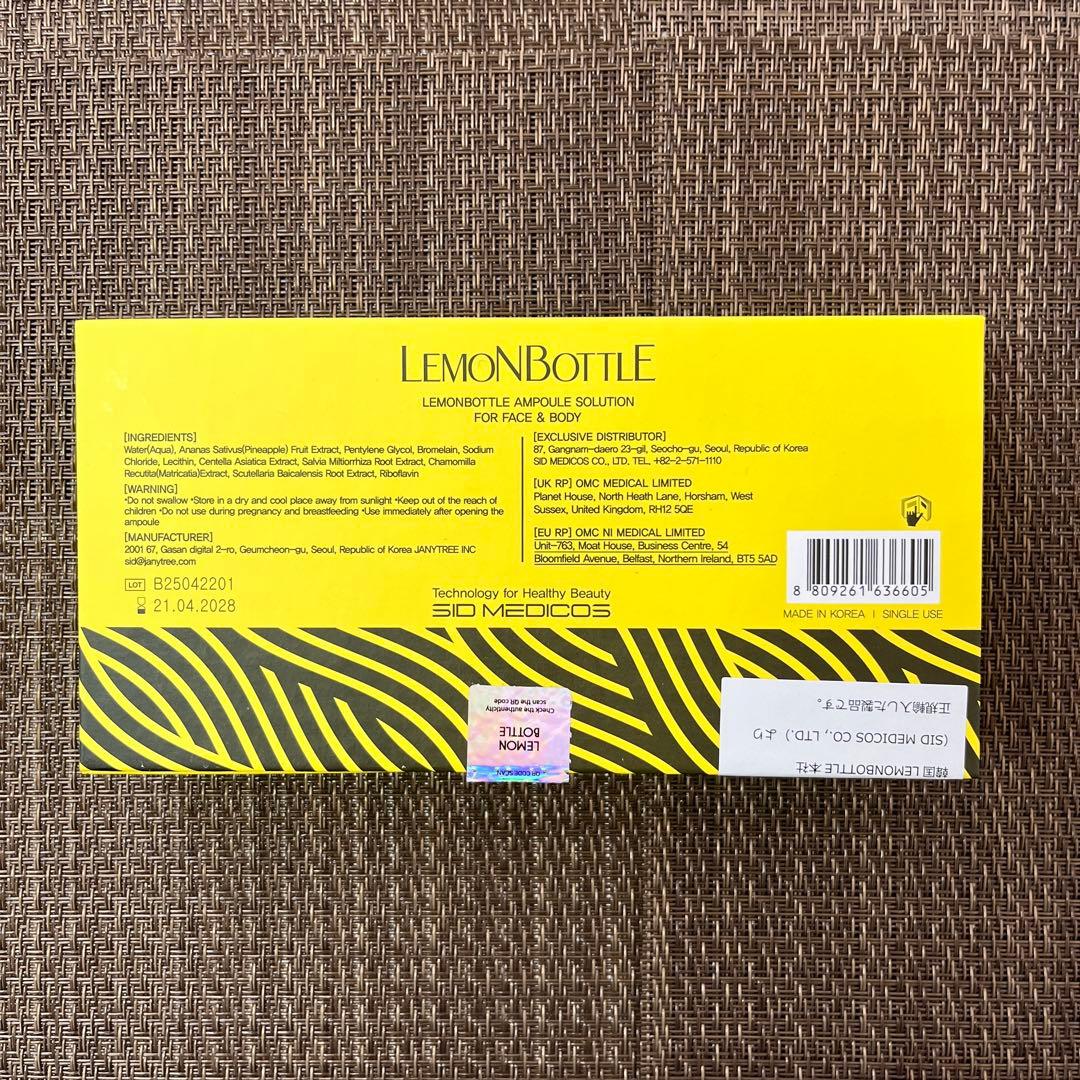 LEMONBOTTLE
LEMONBOTTLE AMPOULE SOLUTION
FOR FACE & BODY
[INGREDIENTS]
Water(Aqua), Ananas Sativus(Pineapple) Fruit Extract, Pentylene Glycol, Bromelain, Sodium
Chloride, Lecithin, Centella Asiatica Extract, Salvia Miltiorrhiza Root Extract, Chamomilla
Recutita(Matricatia)Extract, Scutellaria Baicalensis Root Extract, Riboflavin
[WARNING]
•Do not swallow •Store in a dry and cool place away from sunlight •Keep out of the reach of
children •Do not use during pregnancy and breastfeeding •Use immediately after opening the
ampoule
[MANUFACTURER]
2001 67, Gasan digital 2-ro, Geumcheon-gu, Seoul, Republic of Korea JANYTREE INC
sid@janytree.com
LOT B25042201
21.04.2028
[EXCLUSIVE DISTRIBUTOR]
87, Gangnam-daero 23-gil, Seocho-gu, Seoul, Republic of Korea
SID MEDICOS CO., LTD. TEL. +82-2-571-1110
[UK RP] OMC MEDICAL LIMITED
Planet House, North Heath Lane, Horsham, West
Sussex, United Kingdom, RH12 5QE
[EU RP] OMC NI MEDICAL LIMITED
Unit-763, Moat House, Business Centre, 54
Bloomfield Avenue, Belfast, Northern Ireland, BT5 5AD
Technology for Healthy Beauty
SID MEDICOS
8 809261 636605
MADE IN KOREA | SINGLE USE
QR CODE SCAN
LEMON
BOTTLE
Check the authenticity
scan the QR code
韓国 LEMONBOTTLE 本社
(SID MEDICOS CO., LTD.) より
正規輸入した製品です。